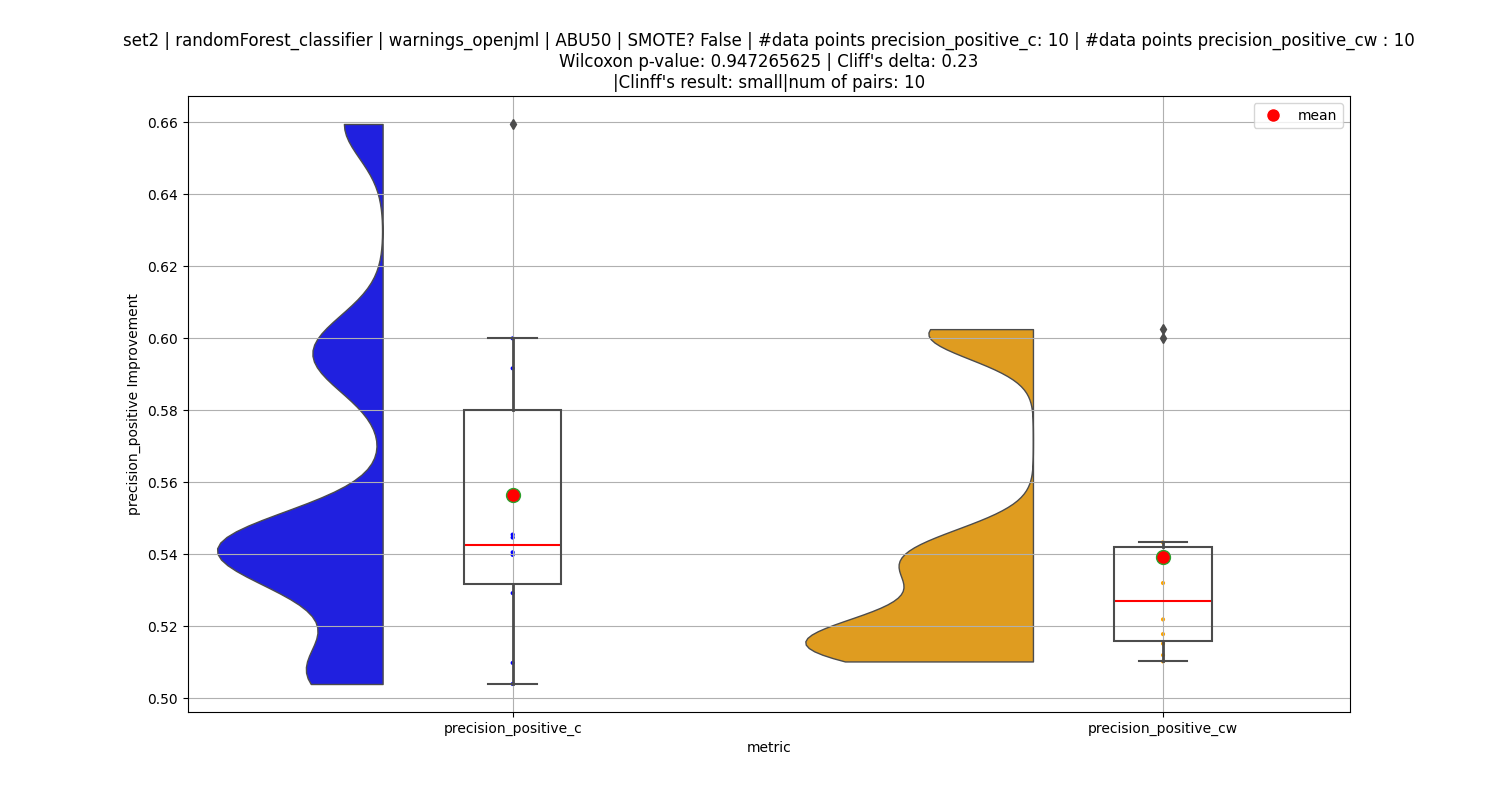 set2 | randomForest_classifier | warnings_openjml | ABU50 | SMOTE? False | #data points precision_positive_c: 10 | #data points precision_positive_cw : 10
Wilcoxon p-value: 0.947265625 | Cliff's delta: 0.23
|Clinff's result: small|num of pairs: 10
mean
0.66
0.64
0.62
0.60
0.58
0.56
0.54
0.52
0.50
precision_positive Improvement
precision_positive_c
precision_positive_cw
metric